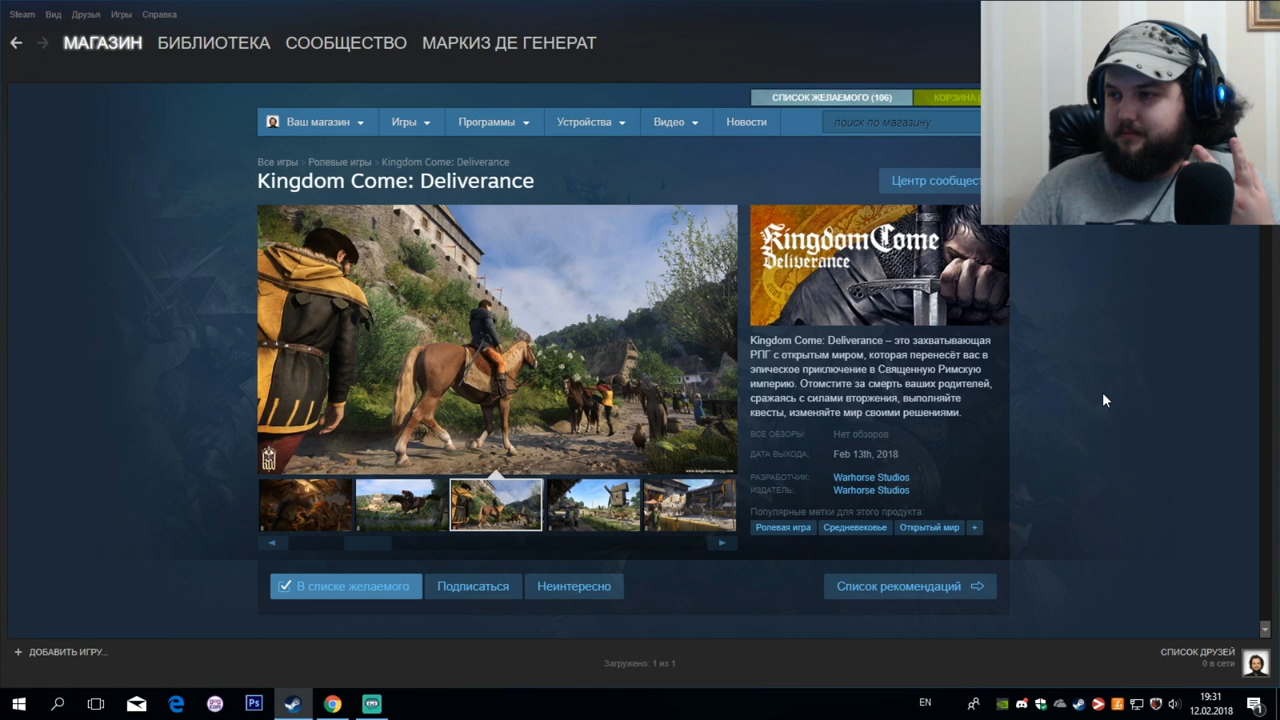 Steam Вид Друзья Игры Справка
МАГАЗИН БИБЛИОТЕКА СООБЩЕСТВО МАРКИЗ ДЕ ГЕНЕРАТ
СПИСОК ЖЕЛАЕМОГО (106) КОРЗИНА
Ваш магазин Игры Программы Устройства Видео Новости поиск по магазину
Все игры > Ролевые игры > Kingdom Come: Deliverance
Kingdom Come: Deliverance
Центр сообщест
Kingdom Come
Deliverance
Kingdom Come: Deliverance – это захватывающая
РПГ с открытым миром, которая перенесёт вас в
эпическое приключение в Священную Римскую
империю. Отомстите за смерть ваших родителей,
сражаясь с силами вторжения, выполняйте
квесты, изменяйте мир своими решениями.
ВСЕ ОБЗОРЫ: Нет обзоров
ДАТА ВЫХОДА: Feb 13th, 2018
РАЗРАБОТЧИК: Warhorse Studios
ИЗДАТЕЛЬ: Warhorse Studios
Популярные метки для этого продукта:
Ролевая игра Средневековье Открытый мир +
www.kingdomcomerpg.com
В списке желаемого Подписаться Неинтересно Список рекомендаций
+ ДОБАВИТЬ ИГРУ...
Загружено: 1 из 1
СПИСОК ДРУЗЕЙ
0 в сети
Ps
EN
19:31
12.02.2018
1